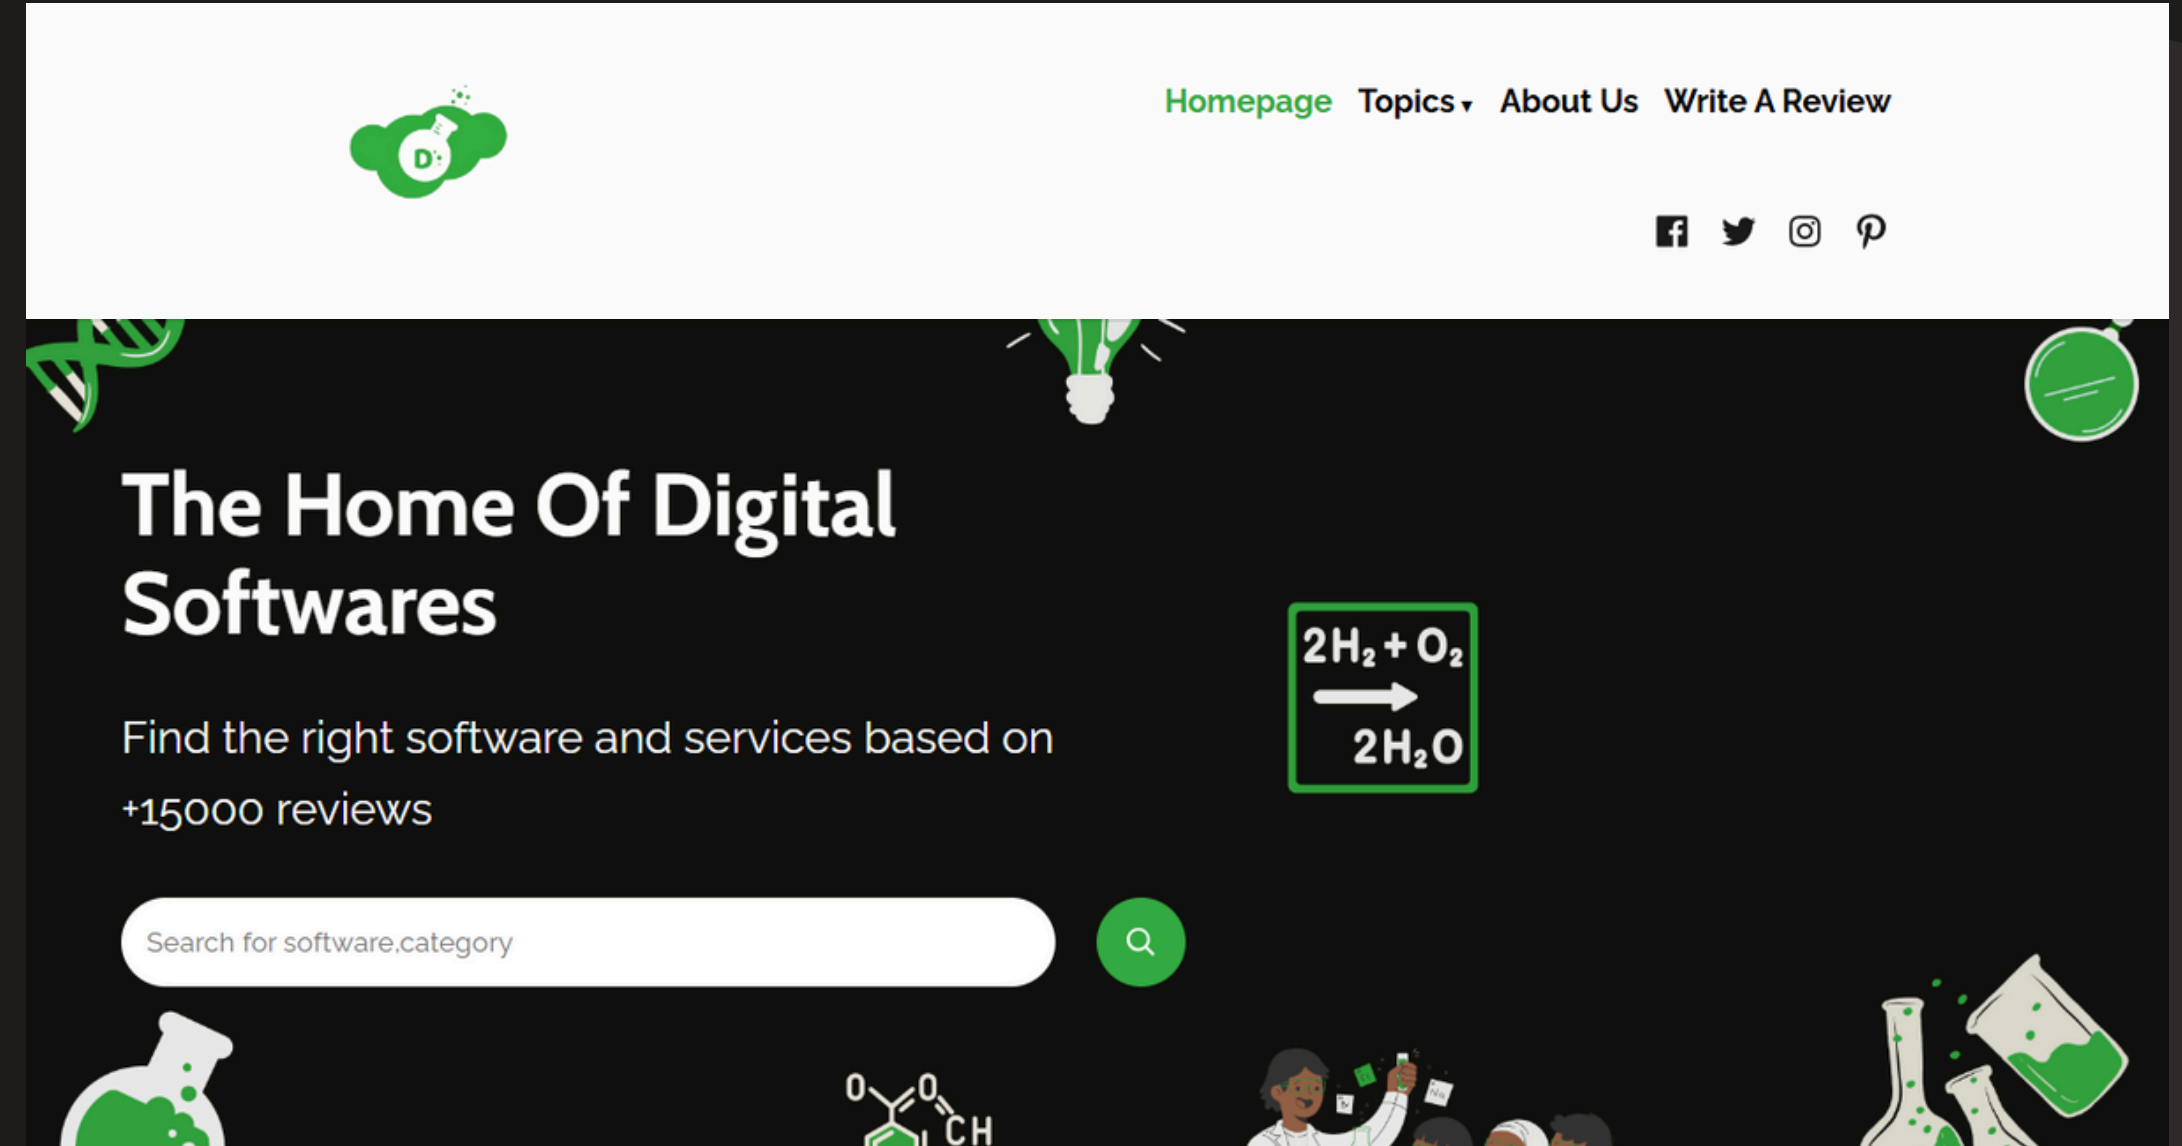 D
Homepage Topics ▾ About Us Write A Review
The Home Of Digital
Softwares
2H₂ + O₂
2H₂O
Find the right software and services based on
+15000 reviews
Search for software,category
O O
CH